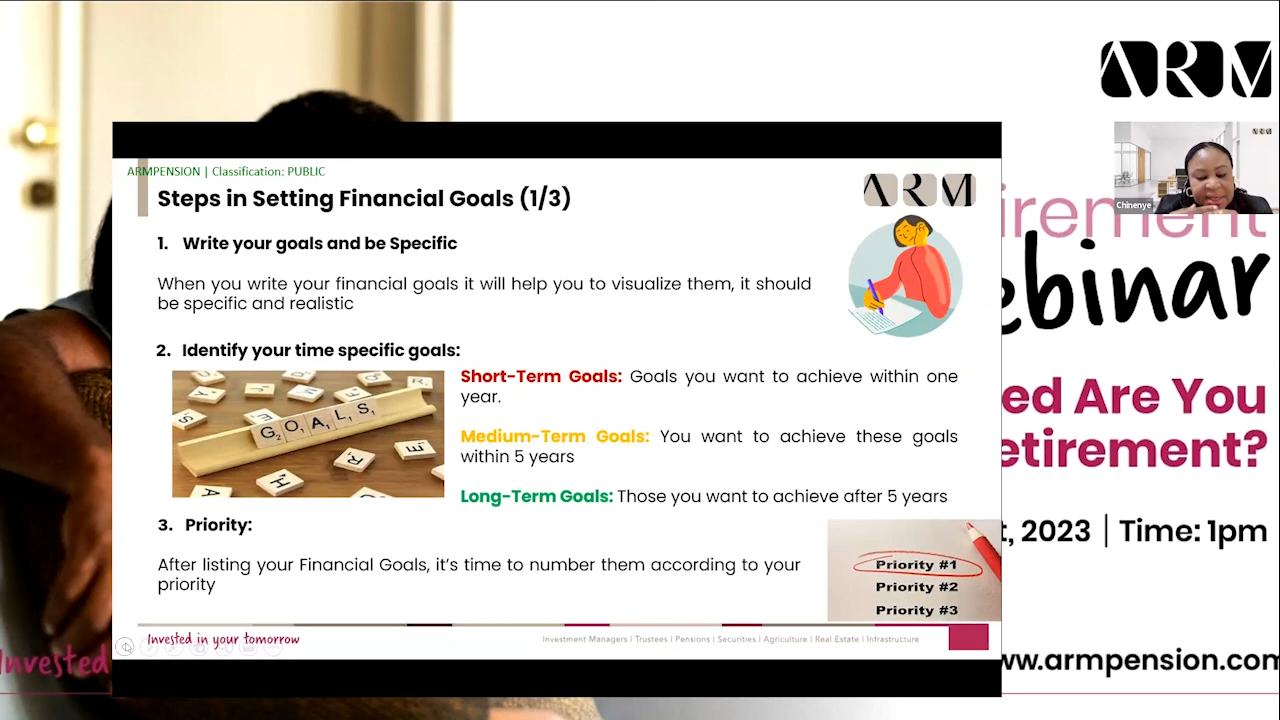 ARM
Chinenye
irement
ebinar
ed Are You
etirement?
t, 2023 | Time: 1pm
ww.armpension.com
Invested
ARMPENSION | Classification: PUBLIC
Steps in Setting Financial Goals (1/3)
ARM
1. Write your goals and be Specific
When you write your financial goals it will help you to visualize them, it should
be specific and realistic
2. Identify your time specific goals:
GOALS
Short-Term Goals: Goals you want to achieve within one
year.
Medium-Term Goals: You want to achieve these goals
within 5 years
Long-Term Goals: Those you want to achieve after 5 years
3. Priority:
After listing your Financial Goals, it's time to number them according to your
priority
Priority #1
Priority #2
Priority #3
Invested in your tomorrow
Investment Managers | Trustees | Pensions | Securities | Agriculture | Real Estate | Infrastructure